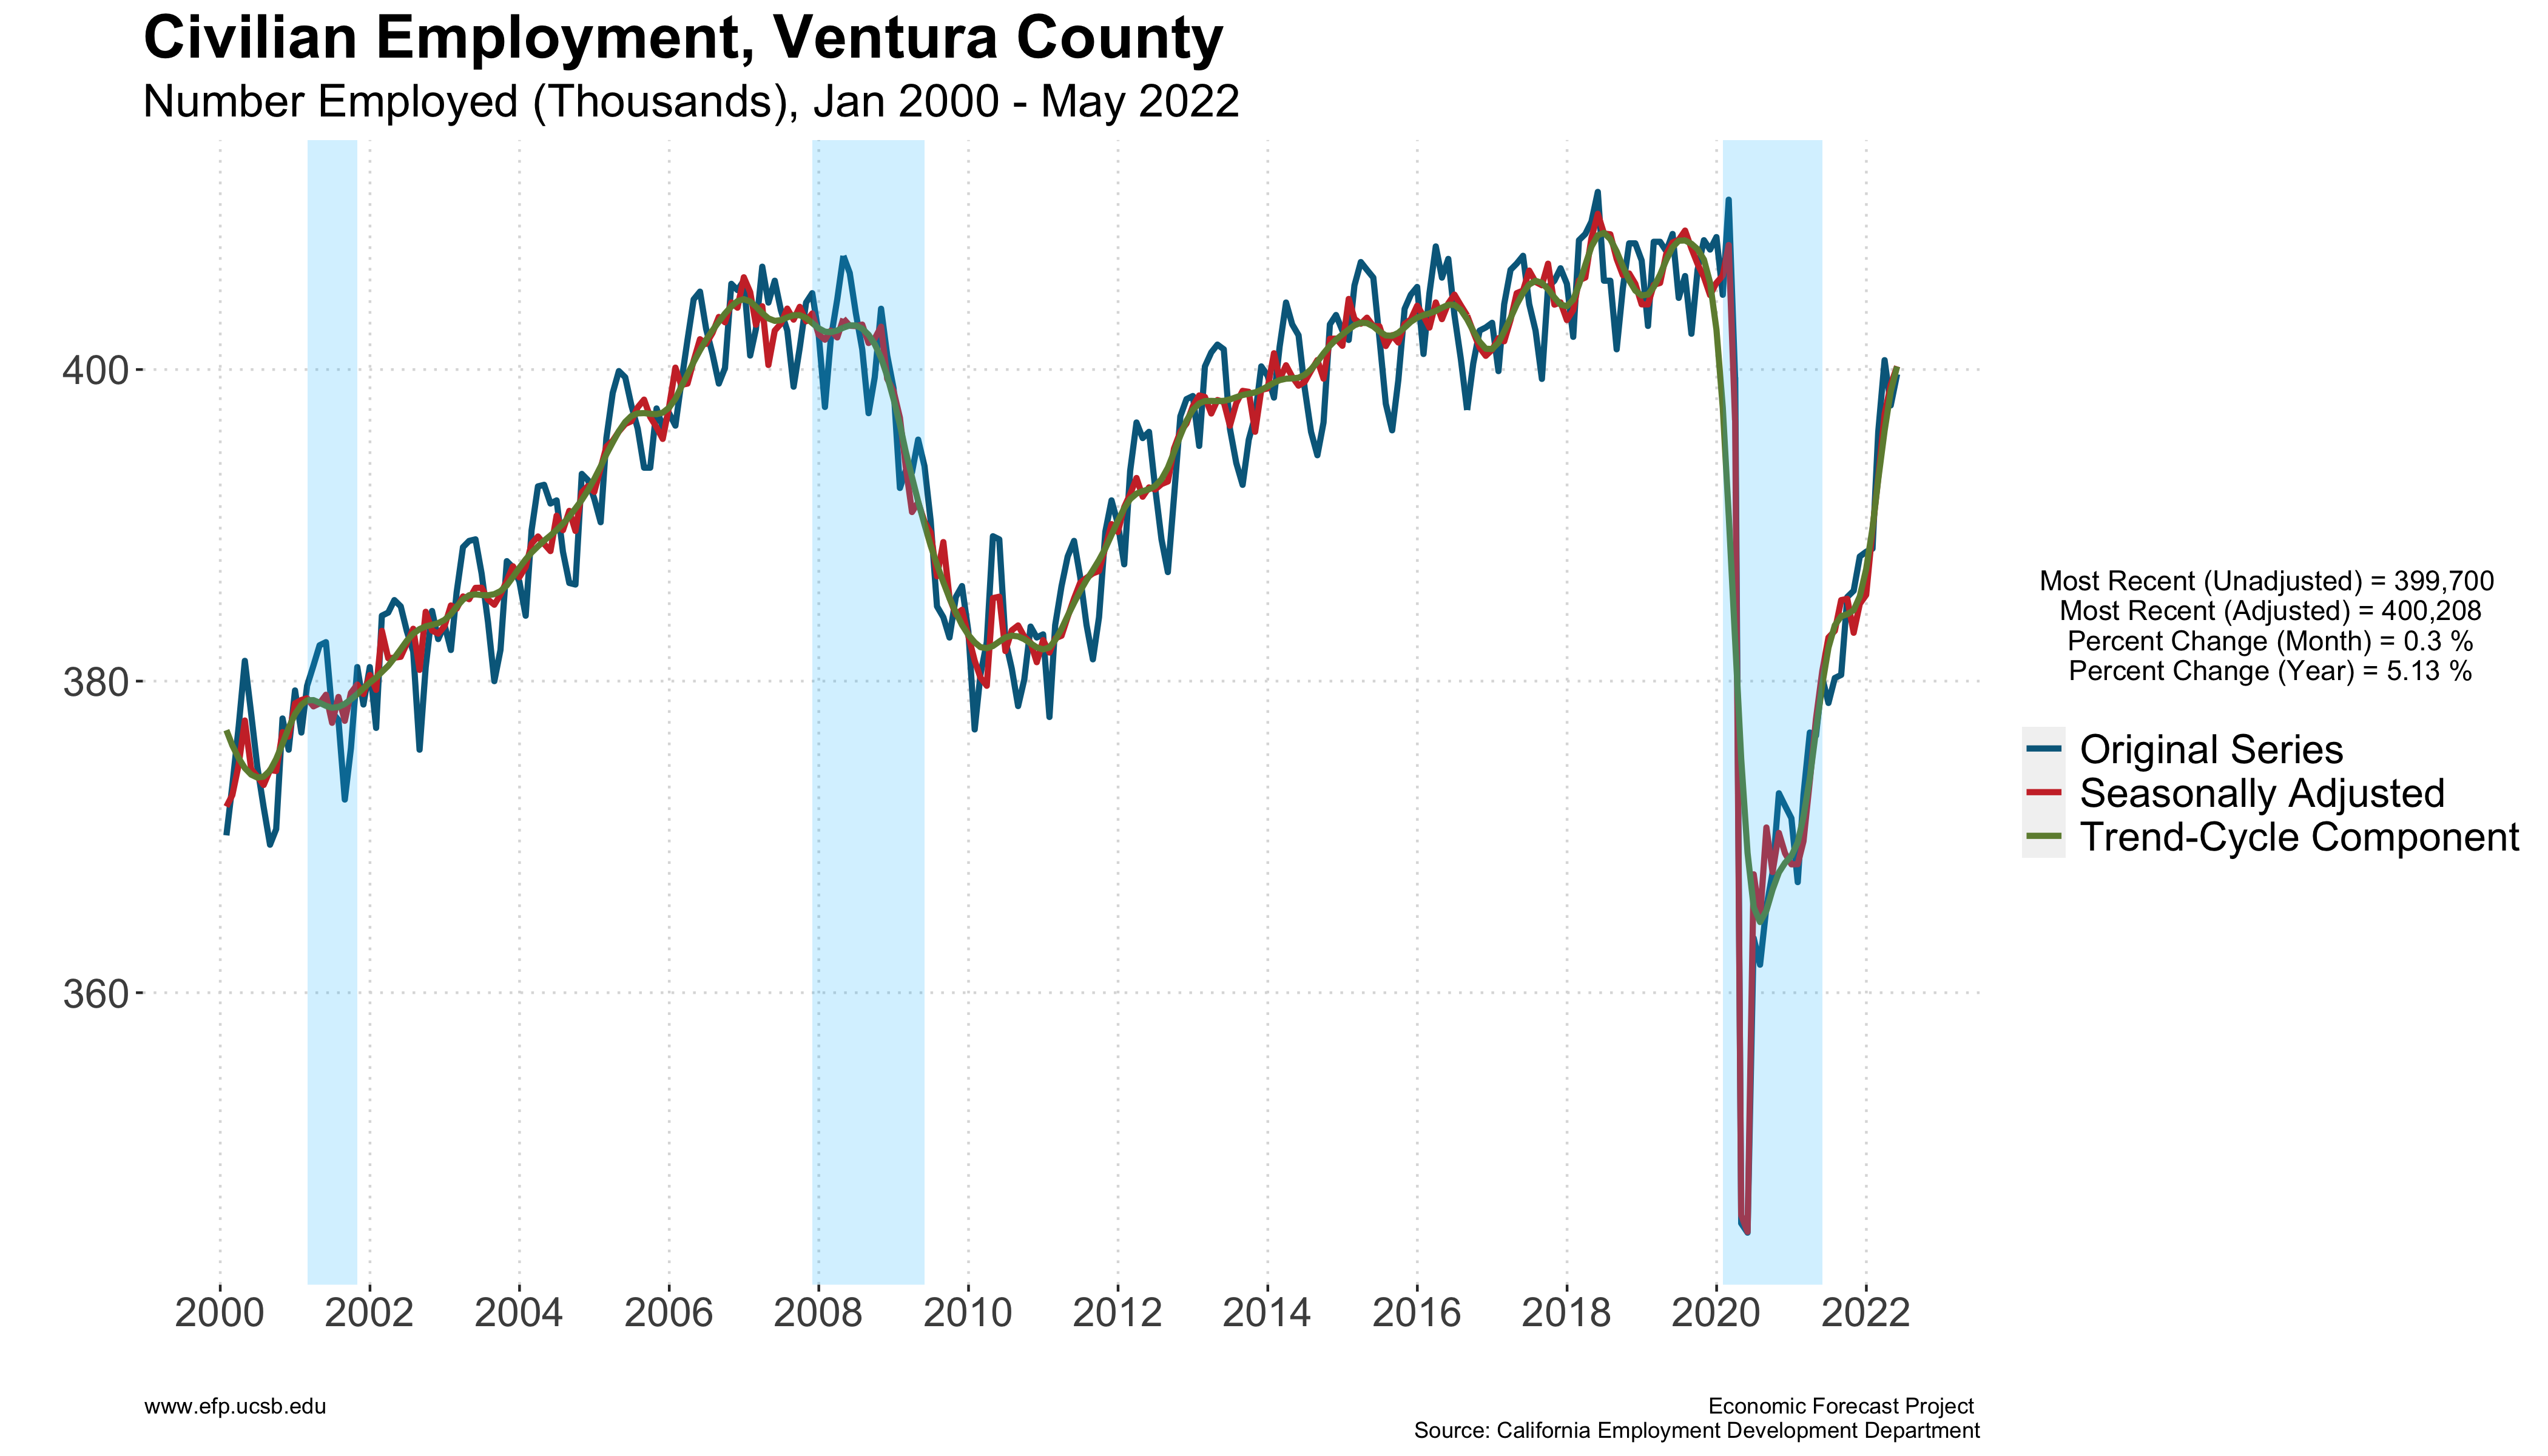 Civilian Employment, Ventura County
Number Employed (Thousands), Jan 2000 - May 2022
400
380
360
2000 2002 2004 2006 2008 2010 2012 2014 2016 2018 2020 2022
Most Recent (Unadjusted) = 399,700
Most Recent (Adjusted) = 400,208
Percent Change (Month) = 0.3 %
Percent Change (Year) = 5.13 %
Original Series
Seasonally Adjusted
Trend-Cycle Component
www.efp.ucsb.edu
Economic Forecast Project
Source: California Employment Development Department